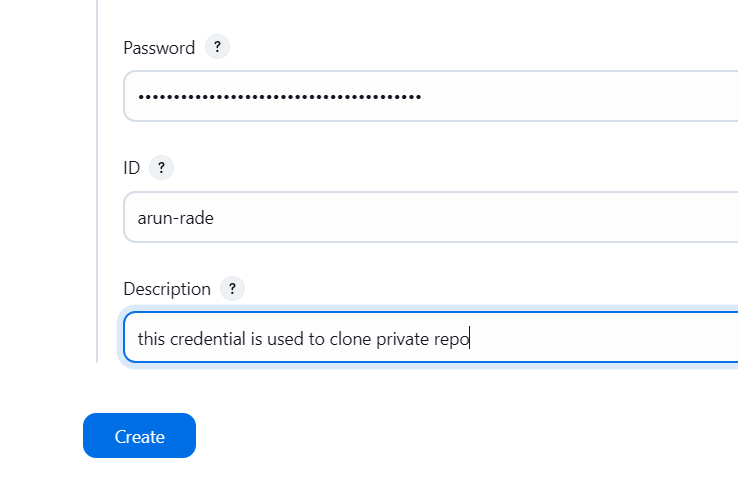 Password ?
••••••••••••••••••••••••••••••••••••••••
ID ?
arun-rade
Description ?
this credential is used to clone private repo
Create